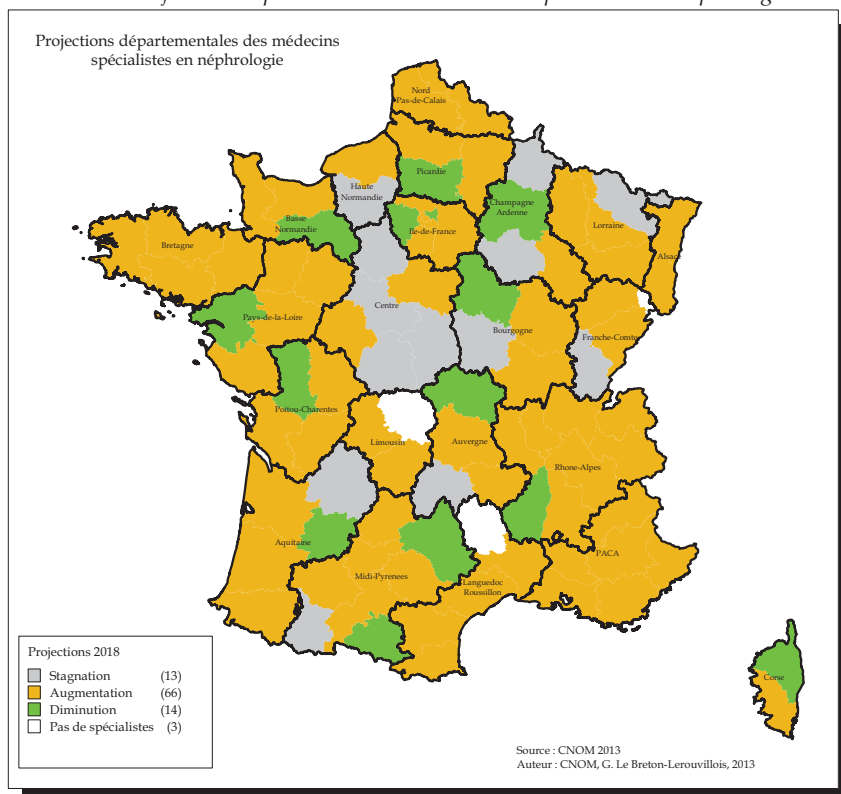 Projections départementales des médecins
spécialistes en néphrologie
Nord
Pas-de-Calais
Picardie
Haute
Normandie
Champagne
Ardenne
Basse
Normandie
Ile-de-France
Lorraine
Alsace
Bretagne
Centre
Pays-de-la-Loire
Bourgogne
Franche-Comte
Poitou-Charentes
Limousin
Auvergne
Rhone-Alpes
Aquitaine
Midi-Pyrenees
PACA
Languedoc
Roussillon
Corse
Projections 2018
Stagnation (13)
Augmentation (66)
Diminution (14)
Pas de spécialistes (3)
Source : CNOM 2013
Auteur : CNOM, G. Le Breton-Lerouvillois, 2013